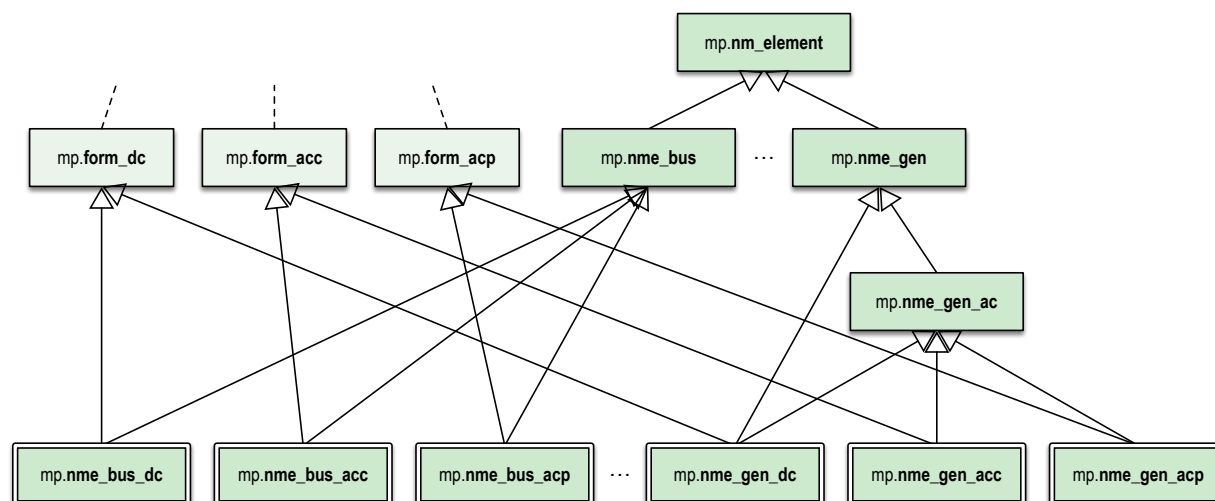 mp.nm_element
mp.form_dc
mp.form_acc
mp.form_acp
mp.nme_bus
...
mp.nme_gen
mp.nme_gen_ac
mp.nme_bus_dc
mp.nme_bus_acc
mp.nme_bus_acp
...
mp.nme_gen_dc
mp.nme_gen_acc
mp.nme_gen_acp